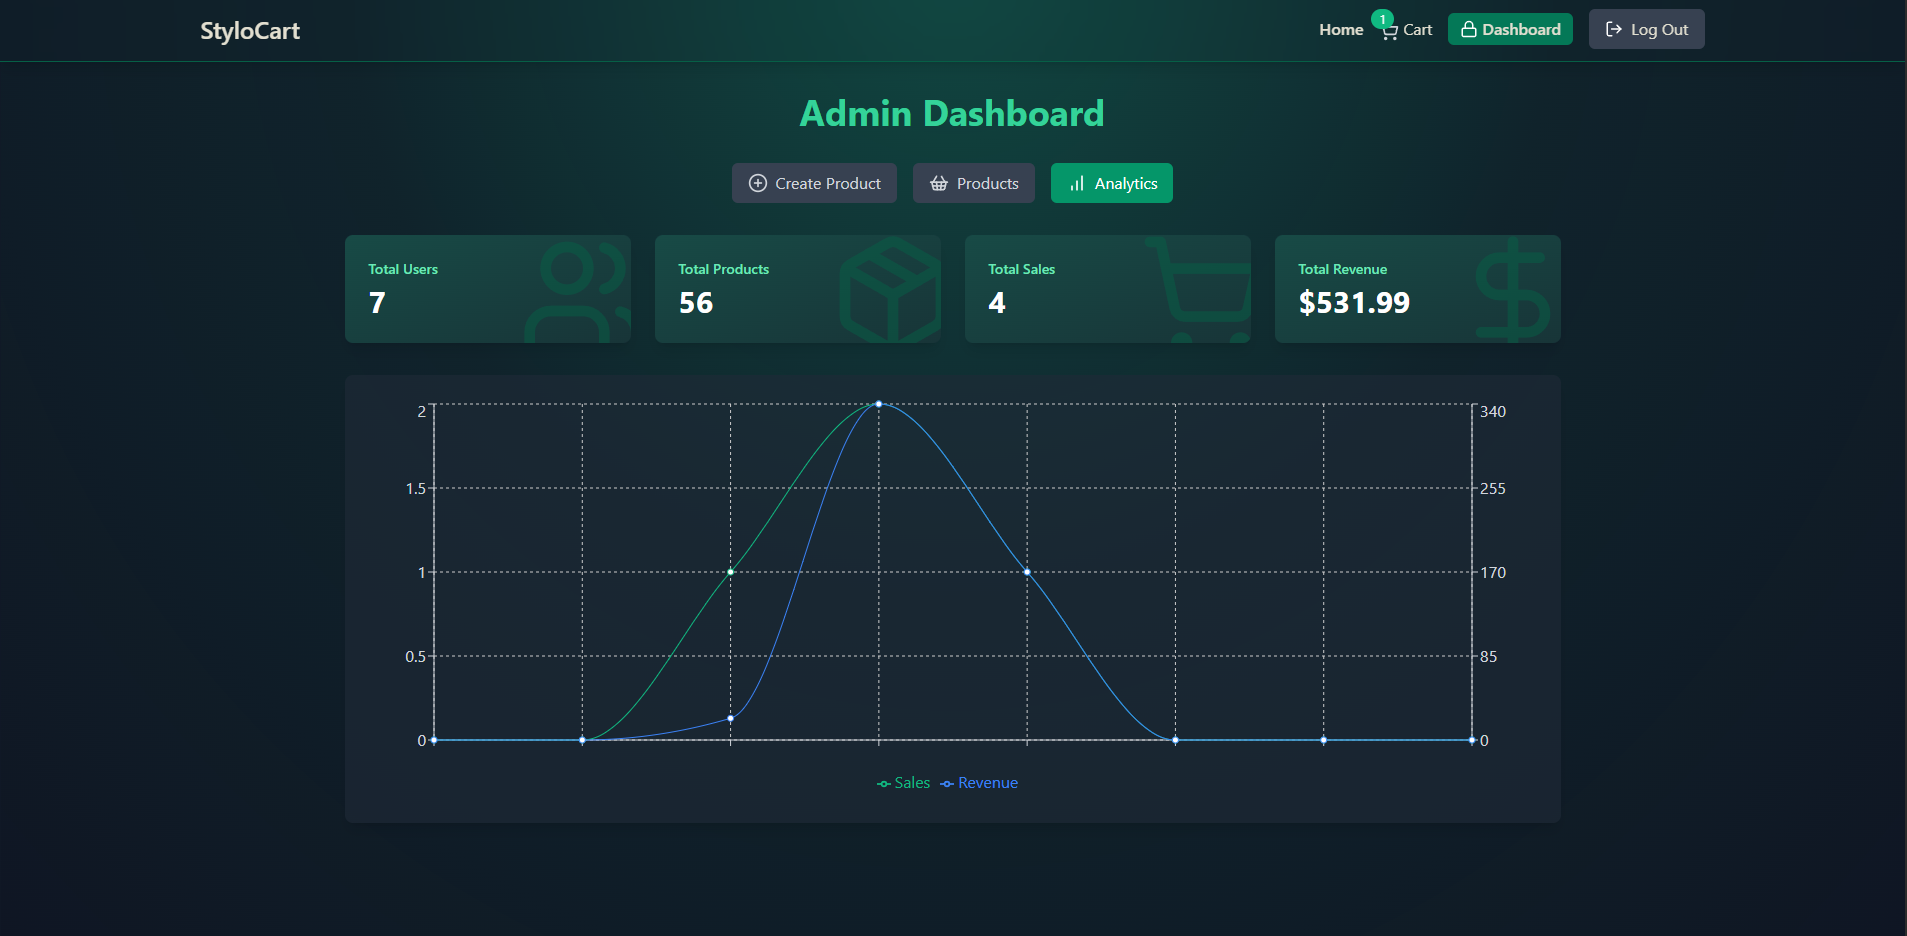 StyloCart
Home 1 Cart Dashboard Log Out
Admin Dashboard
Create Product Products Analytics
Total Users
7
Total Products
56
Total Sales
4
Total Revenue
$531.99
2 340
1.5 255
1 170
0.5 85
0 0
Sales Revenue